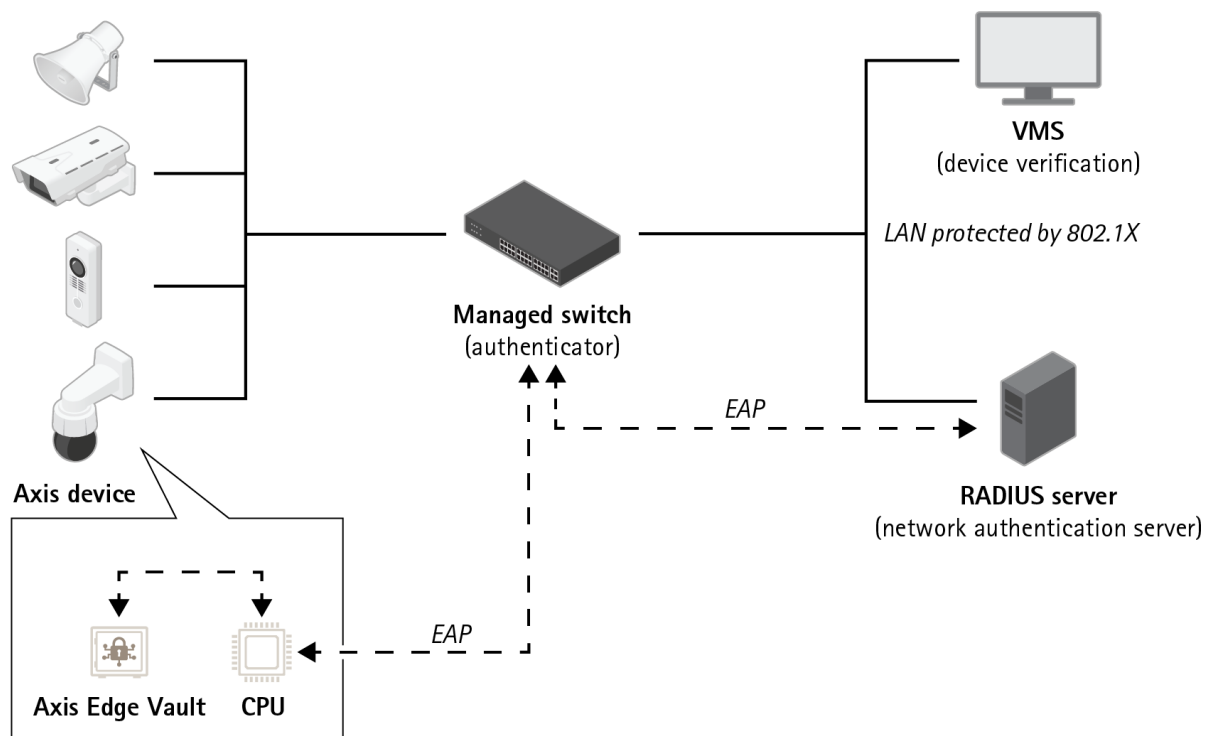 VMS
(device verification)
LAN protected by 802.1X
Managed switch
(authenticator)
EAP
Axis device
RADIUS server
(network authentication server)
EAP
Axis Edge Vault
CPU